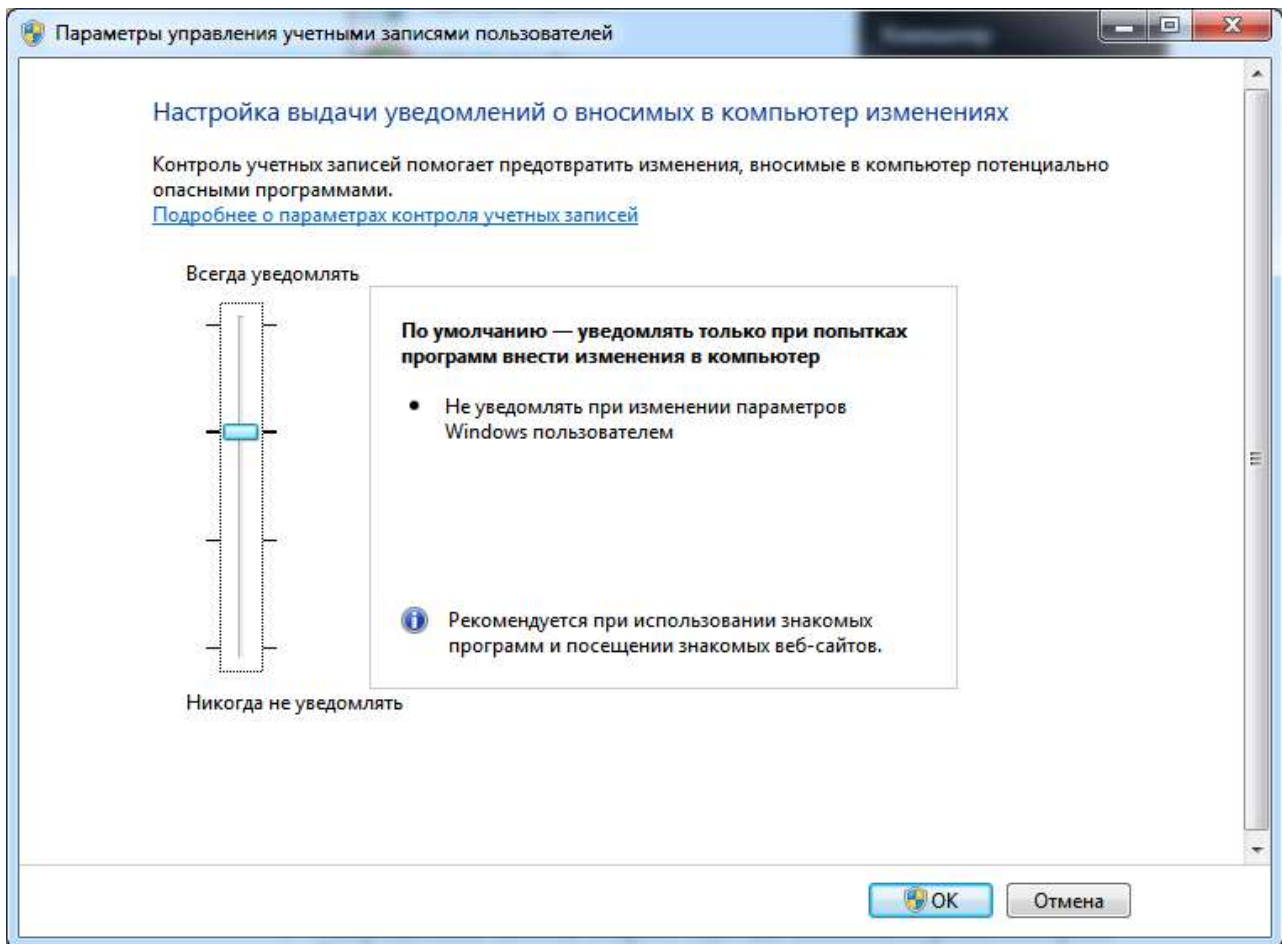 Параметры управления учетными записями пользователей
Настройка выдачи уведомлений о вносимых в компьютер изменениях
Контроль учетных записей помогает предотвратить изменения, вносимые в компьютер потенциально
опасными программами.
Подробнее о параметрах контроля учетных записей
Всегда уведомлять
По умолчанию — уведомлять только при попытках
программ внести изменения в компьютер
• Не уведомлять при изменении параметров
Windows пользователем
Рекомендуется при использовании знакомых
программ и посещении знакомых веб-сайтов.
Никогда не уведомлять
ОК
Отмена